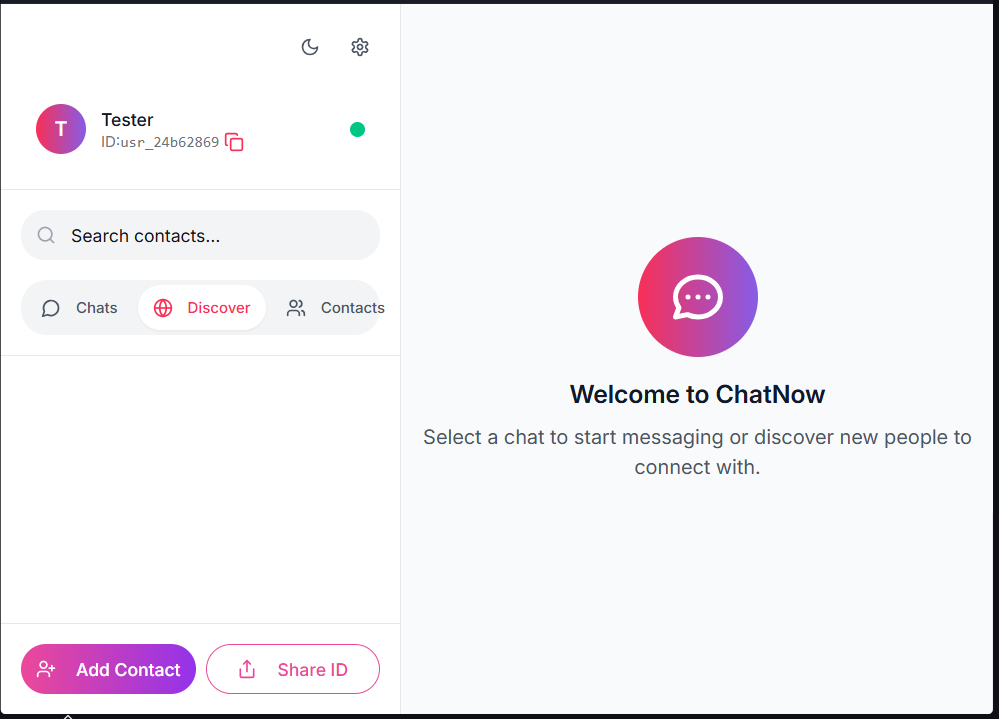 T
Tester
ID:usr_24b62869
Search contacts...
Chats
Discover
Contacts
Add Contact
Share ID
Welcome to ChatNow
Select a chat to start messaging or discover new people to
connect with.